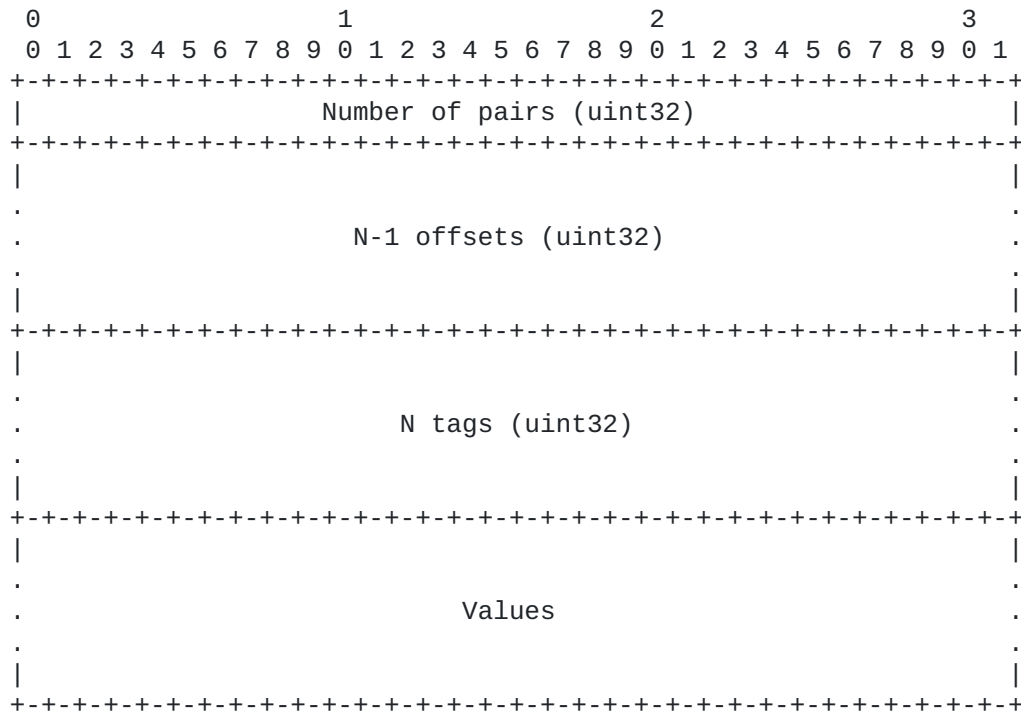 0                   1                   2                   3
 0 1 2 3 4 5 6 7 8 9 0 1 2 3 4 5 6 7 8 9 0 1 2 3 4 5 6 7 8 9 0 1
+-+-+-+-+-+-+-+-+-+-+-+-+-+-+-+-+-+-+-+-+-+-+-+-+-+-+-+-+-+-+-+-+
|                   Number of pairs (uint32)                    |
+-+-+-+-+-+-+-+-+-+-+-+-+-+-+-+-+-+-+-+-+-+-+-+-+-+-+-+-+-+-+-+-+
|                                                               |
.                                                               .
.                     N-1 offsets (uint32)                      .
.                                                               .
|                                                               |
+-+-+-+-+-+-+-+-+-+-+-+-+-+-+-+-+-+-+-+-+-+-+-+-+-+-+-+-+-+-+-+-+
|                                                               |
.                                                               .
.                        N tags (uint32)                        .
.                                                               .
|                                                               |
+-+-+-+-+-+-+-+-+-+-+-+-+-+-+-+-+-+-+-+-+-+-+-+-+-+-+-+-+-+-+-+-+
|                                                               |
.                                                               .
.                            Values                             .
.                                                               .
|                                                               |
+-+-+-+-+-+-+-+-+-+-+-+-+-+-+-+-+-+-+-+-+-+-+-+-+-+-+-+-+-+-+-+-+